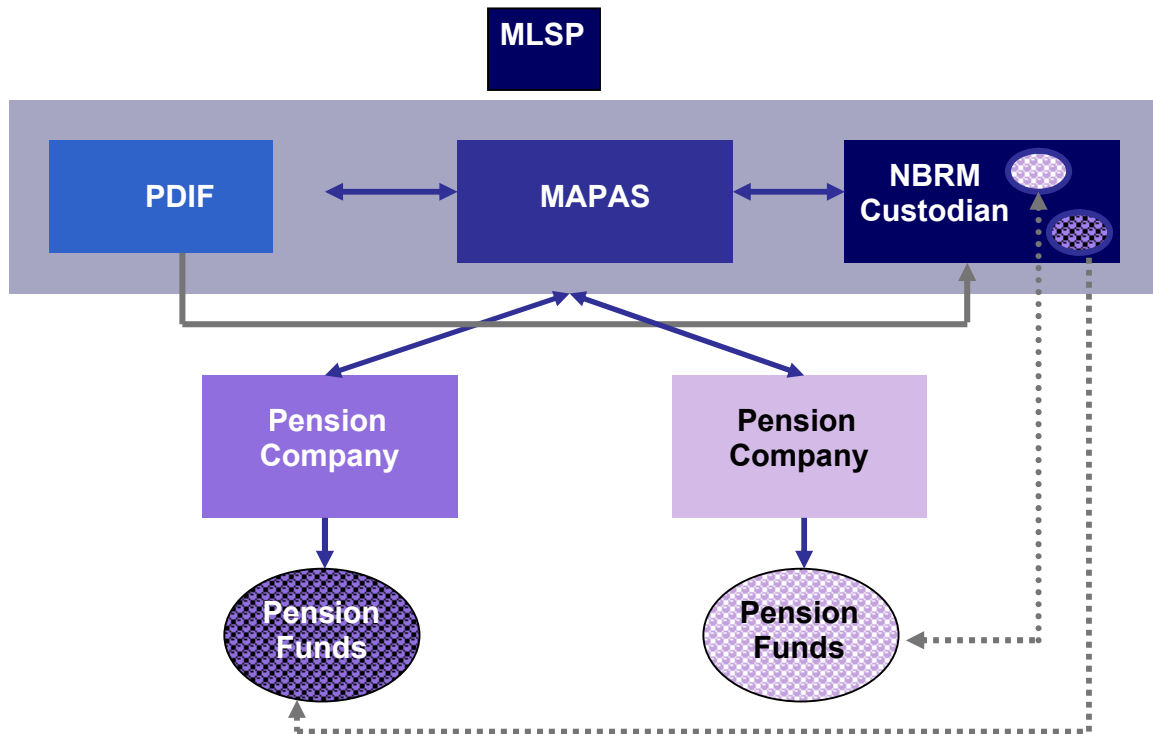 MLSP
PDIF
MAPAS
NBRM
Custodian
Pension
Company
Pension
Company
Pension
Funds
Pension
Funds